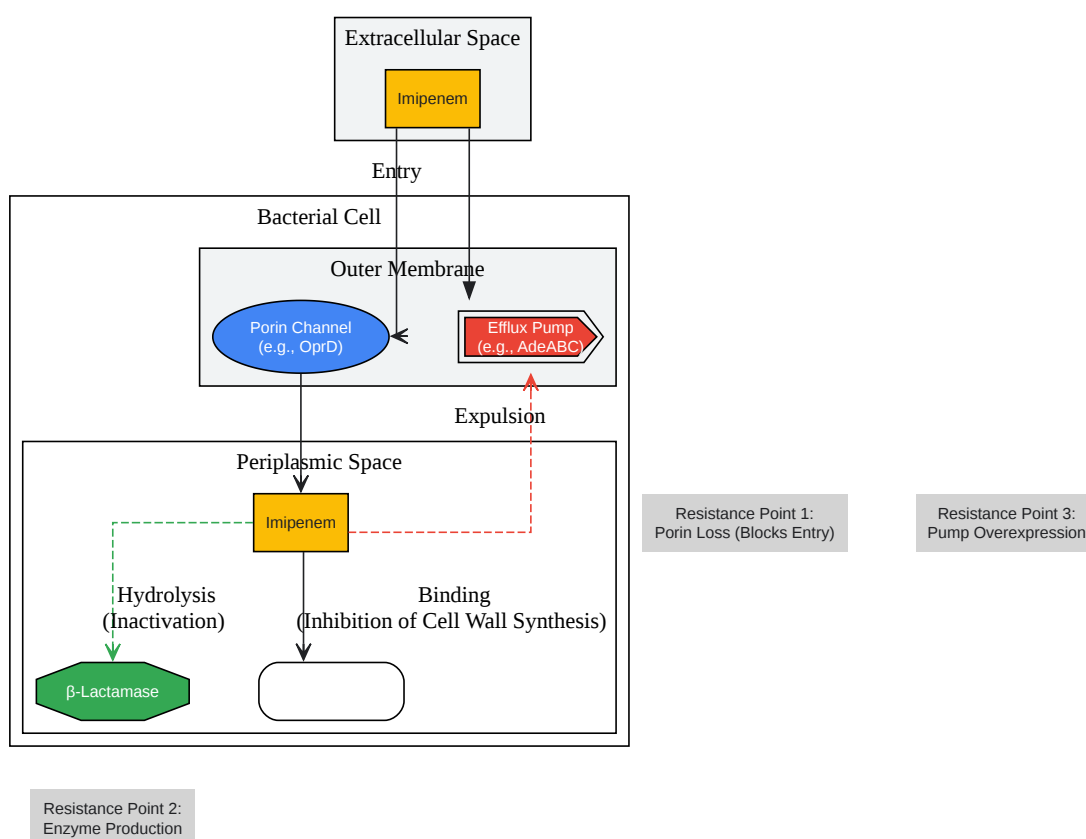 Extracellular Space
Imipenem
Entry
Bacterial Cell
Outer Membrane
Porin Channel
(e.g., OprD)
Efflux Pump
(e.g., AdeABC)
Expulsion
Periplasmic Space
Imipenem
Resistance Point 1:
Porin Loss (Blocks Entry)
Resistance Point 3:
Pump Overexpression
Hydrolysis
(Inactivation)
Binding
(Inhibition of Cell Wall Synthesis)
β-Lactamase
Resistance Point 2:
Enzyme Production